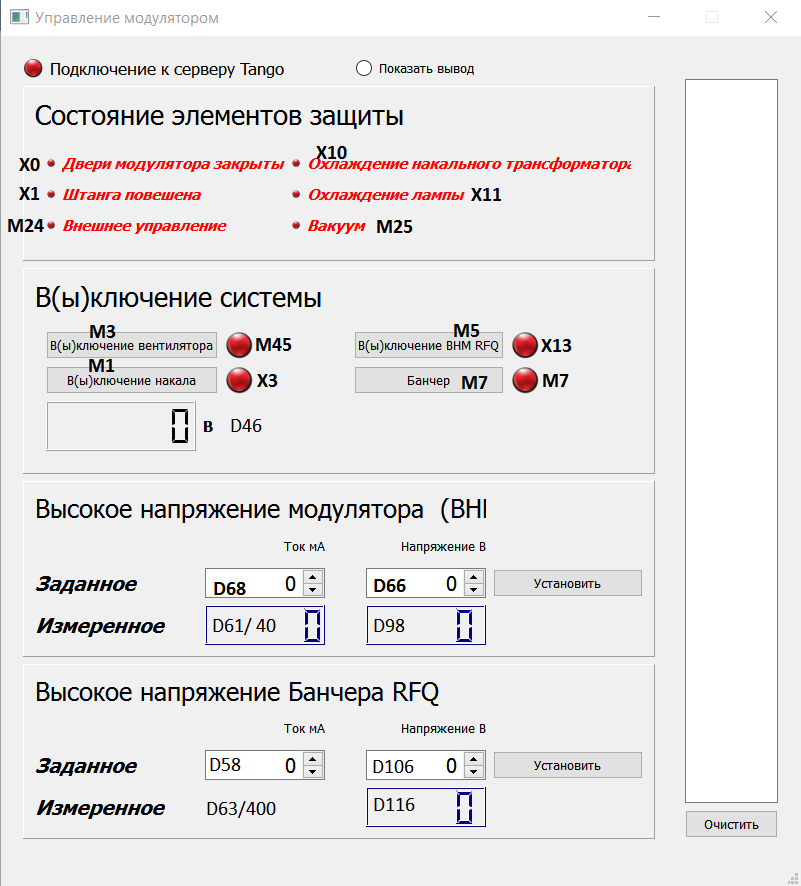 Управление модулятором
Подключение к серверу Tango
Показать вывод
Состояние элементов защиты
X10
X0 Двери модулятора закрыты Охлаждение накального трансформатора
X1 Штанга повешена Охлаждение лампы X11
M24 Внешнее управление Вакуум M25
В(ы)ключение системы
M3 M5
В(ы)ключение вентилятора M45 В(ы)ключение ВНМ RFQ X13
M1
В(ы)ключение накала X3 Банчер M7 M7
0 В D46
Высокое напряжение модулятора (ВНМ
Ток мА Напряжение В
Заданное D68 0 D66 0 Установить
Измеренное D61/ 40 0 D98 0
Высокое напряжение Банчера RFQ
Ток мА Напряжение В
Заданное D58 0 D106 0 Установить
Измеренное D63/400 D116 0
Очистить